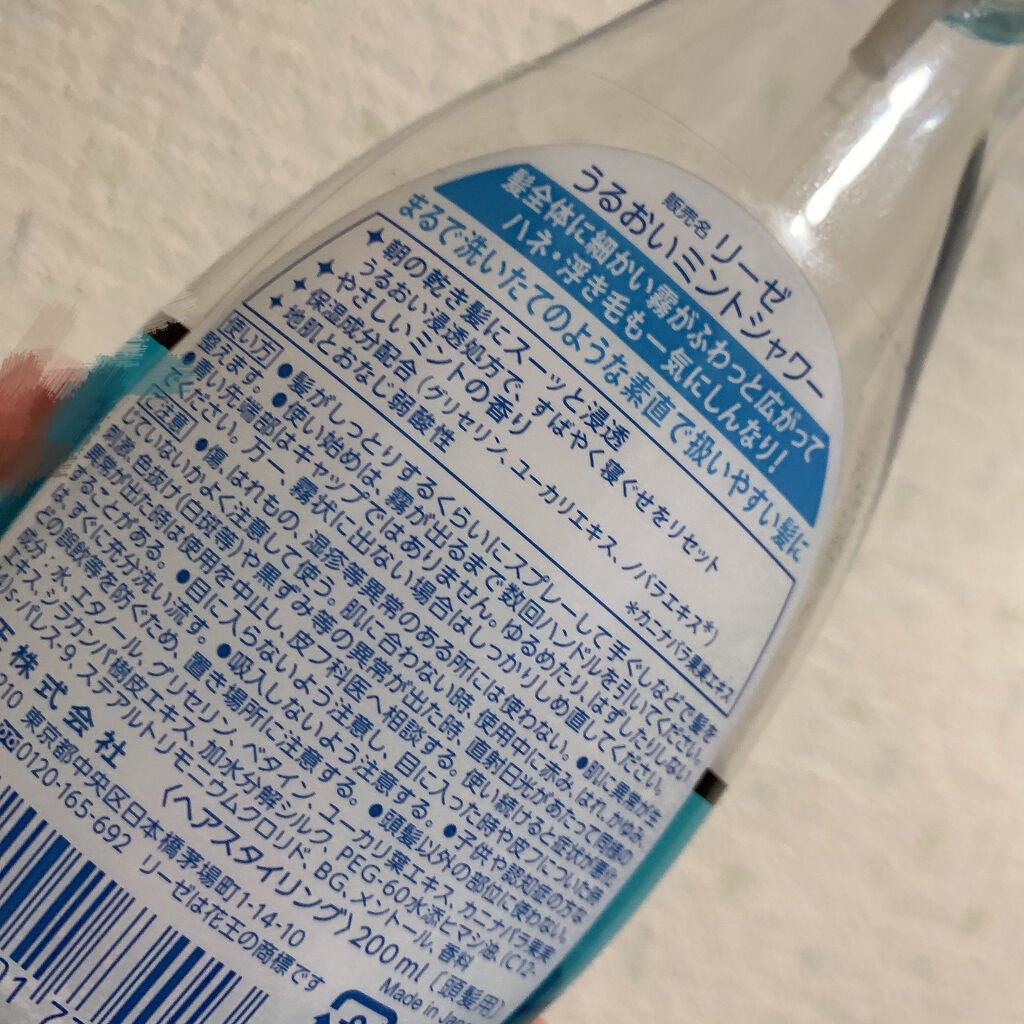 販売名 リーゼ
うるおいミントシャワー
髪全体に細かい霧がふわっと広がって
ハネ・浮き毛も一気にしんなり!
まるで洗いたてのような素直で扱いやすい髪に
朝の乾き髪にスーッと浸透
うるおい浸透処方で、すばやく寝ぐせをリセット
やさしいミントの香り
保湿成分配合(グリセリン、ユーカリエキス、ノバラエキス*)
*カニナバラ果実エキス
地肌とおなじ弱酸性
使い方 ●髪がしっとりするくらいにスプレーして手ぐしなどで髪を
整えます。●使い始めは、霧が出るまで数回ハンドルを引いてください。
●青い先端部はキャップではありません。ゆるめたり、はずしたりしない
でください。万一、霧状に出ない場合はしっかりしめ直してください。
ご注意 ●傷、はれもの、湿疹等異常のある所には使わない。●肌に異常が生
じていないかよく注意して使う。肌に合わない時、使用中に赤み、はれ、かゆみ、
刺激、色抜け(白斑等)や黒ずみ等の異常が出た時、直射日光があたって同様の
異常が出た時は使用を中止し、皮フ科医へ相談する。使い続けると症状が悪化
することがある。●目に入らないよう注意し、目に入った時や皮フについた時
は、すぐに充分洗い流す。●吸入しないよう注意する。●頭髪以外の部位に使わない。
どの誤飲等を防ぐため、置き場所に注意する。●子供や認知症の方な
成分:水、エタノール、グリセリン、ベタイン、ユーカリ葉エキス、カニナバラ果実
エキス、シラカンバ樹皮エキス、加水分解シルク、PEG-60水添ヒマシ油、(C12-
パレス-9、ステアルトリモニウムクロリド、BG、メントール、香料
株式会社 〈ヘアスタイリング〉200ml〔頭髪用〕
10 東京都中央区日本橋茅場町1-14-10 Made in Japa
0120-165-692 リーゼは花王の商標です